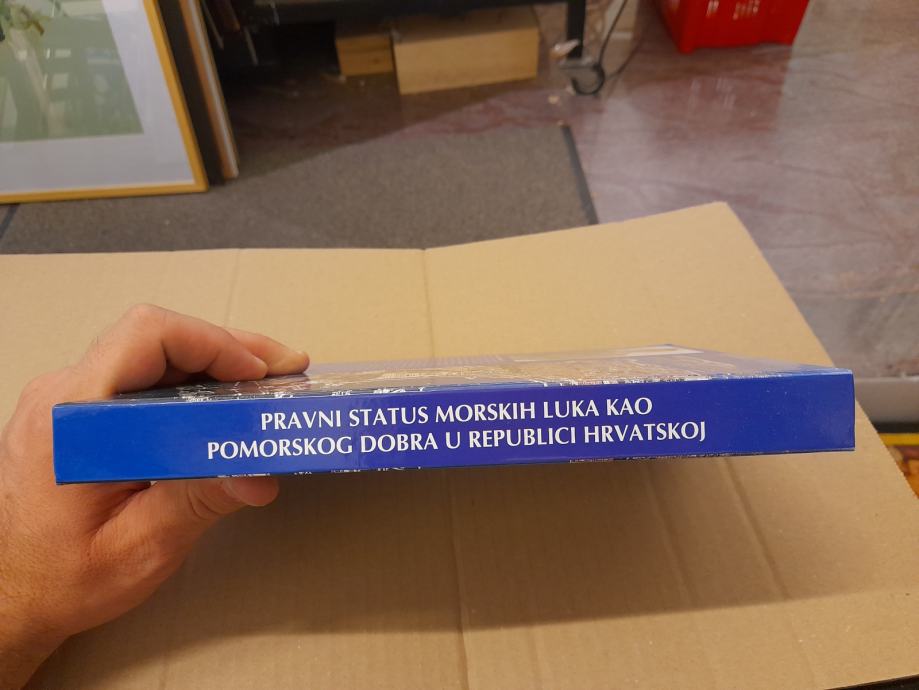 PRAVNI STATUS MORSKIH LUKA KAO
POMORSKOG DOBRA U REPUBLICI HRVATSKOJ